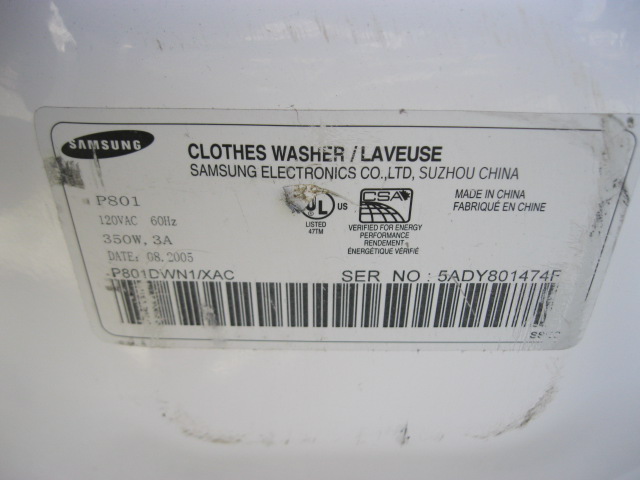 SAMSUNG
CLOTHES WASHER / LAVEUSE
SAMSUNG ELECTRONICS CO.,LTD, SUZHOU CHINA
P801
120VAC 60Hz
350W, 3A
DATE: 08.2005
UL US
LISTED
47TM
CSA
VERIFIED FOR ENERGY
PERFORMANCE
RENDEMENT
ÉNERGÉTIQUE VÉRIFIÉ
MADE IN CHINA
FABRIQUÉ EN CHINE
P801DWN1/XAC SER NO : 5ADY801474F